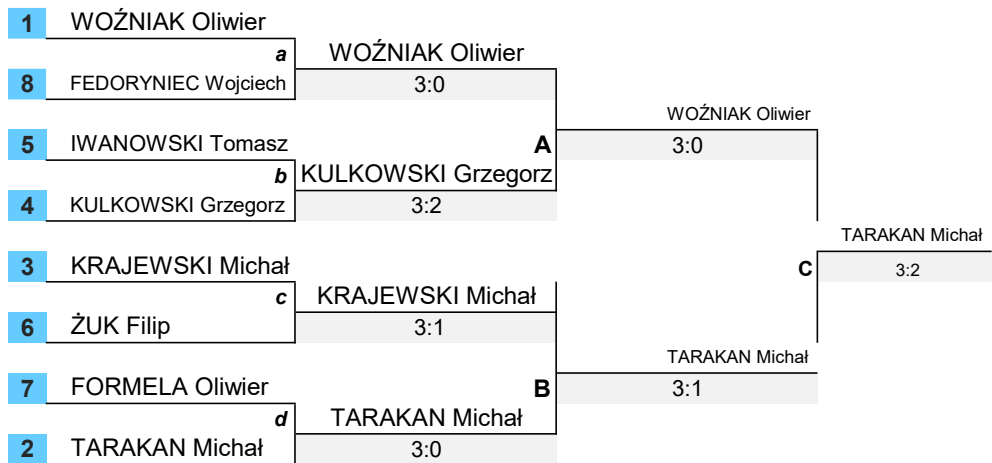 1 WOŹNIAK Oliwier
a WOŹNIAK Oliwier
8 FEDORYNIEC Wojciech 3:0
WOŹNIAK Oliwier
5 IWANOWSKI Tomasz A 3:0
b KULKOWSKI Grzegorz
4 KULKOWSKI Grzegorz 3:2
TARAKAN Michał
3 KRAJEWSKI Michał C 3:2
c KRAJEWSKI Michał
6 ŻUK Filip 3:1
TARAKAN Michał
7 FORMELA Oliwier B 3:1
d TARAKAN Michał
2 TARAKAN Michał 3:0